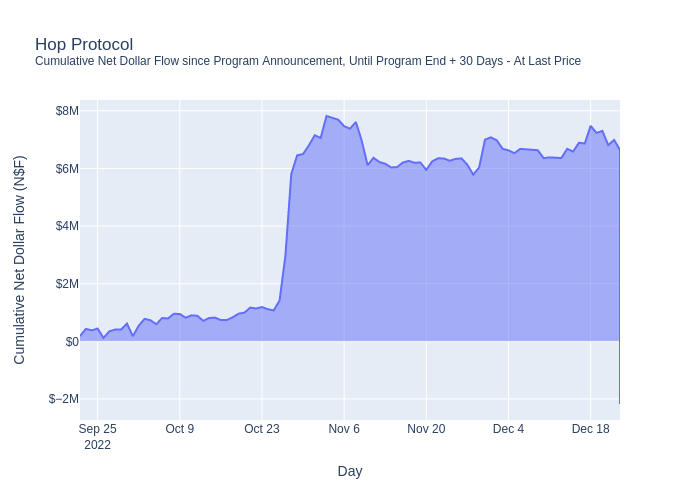 Hop Protocol
Cumulative Net Dollar Flow since Program Announcement, Until Program End + 30 Days - At Last Price
$8M
$6M
$4M
$2M
$0
$−2M
Cumulative Net Dollar Flow (N$F)
Sep 25
2022
Oct 9
Oct 23
Nov 6
Nov 20
Dec 4
Dec 18
Day